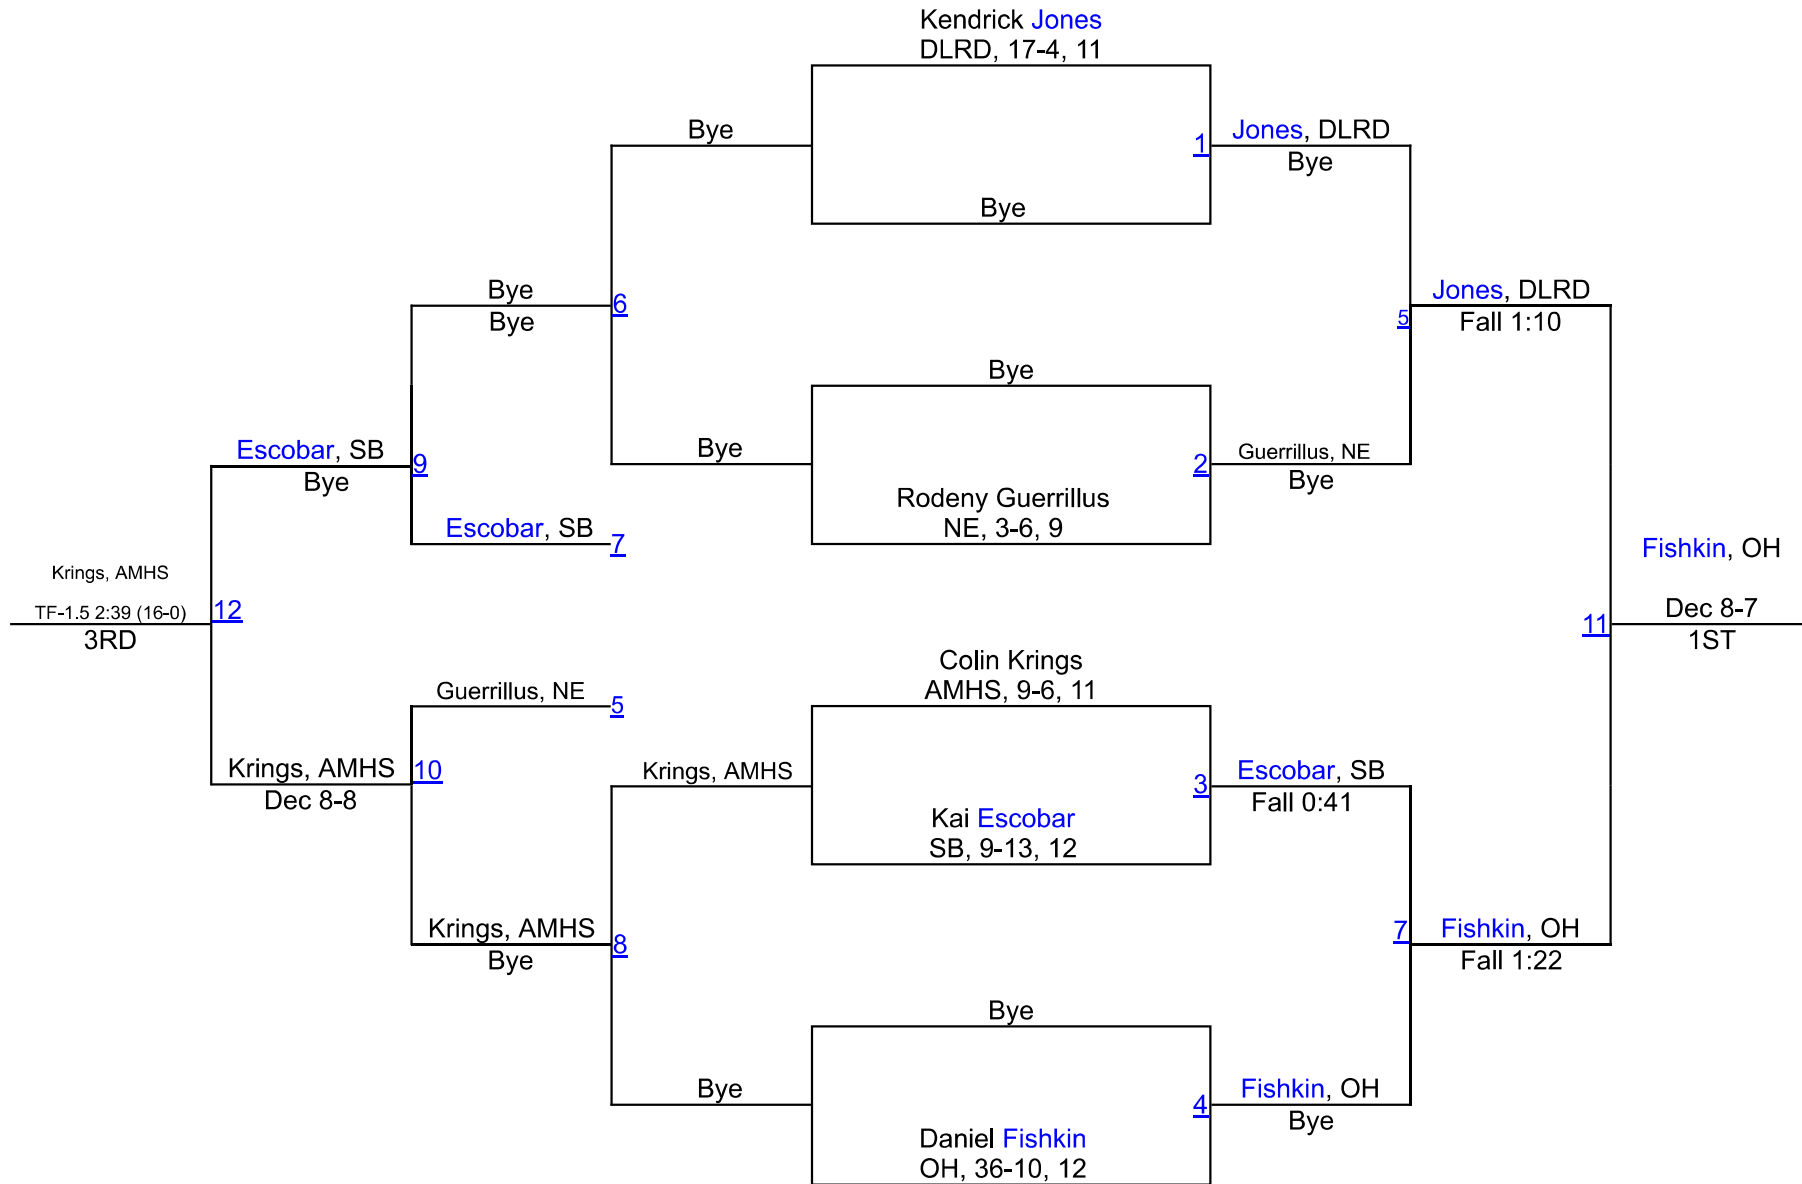 Kendrick Jones
DLRD, 17-4, 11
Bye
1
Jones, DLRD
Bye
Bye
Bye
Bye
6
Jones, DLRD
Fall 1:10
5
Bye
Escobar, SB
Bye
9
Bye
2
Guerrillus, NE
Bye
Rodeny Guerrillus
NE, 3-6, 9
Escobar, SB
7
Krings, AMHS
TF-1.5 2:39 (16-0)
3RD
12
Fishkin, OH
Dec 8-7
1ST
11
Colin Krings
AMHS, 9-6, 11
Guerrillus, NE
5
Krings, AMHS
Dec 8-8
10
Krings, AMHS
3
Escobar, SB
Fall 0:41
Kai Escobar
SB, 9-13, 12
Krings, AMHS
Bye
8
7
Fishkin, OH
Fall 1:22
Bye
Bye
4
Fishkin, OH
Bye
Daniel Fishkin
OH, 36-10, 12